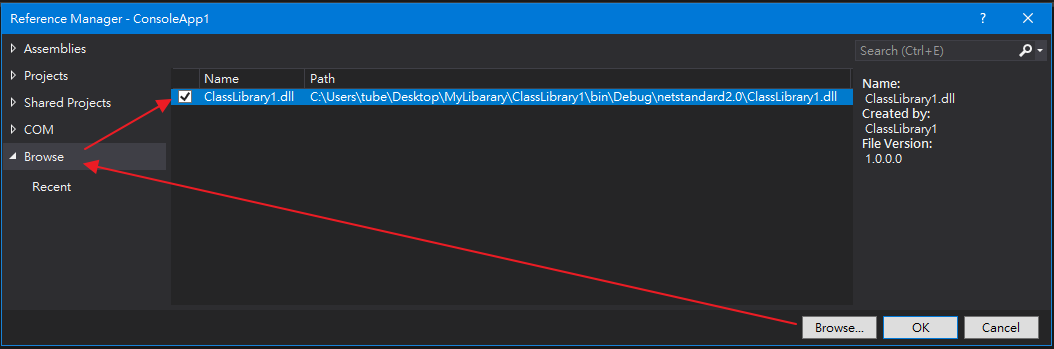 Reference Manager - ConsoleApp1
?
Assemblies
Projects
Shared Projects
COM
Browse
Recent
Name Path
ClassLibrary1.dll C:\Users\tube\Desktop\MyLibarary\ClassLibrary1\bin\Debug\netstandard2.0\ClassLibrary1.dll
Search (Ctrl+E)
Name:
ClassLibrary1.dll
Created by:
ClassLibrary1
File Version:
1.0.0.0
Browse... OK Cancel